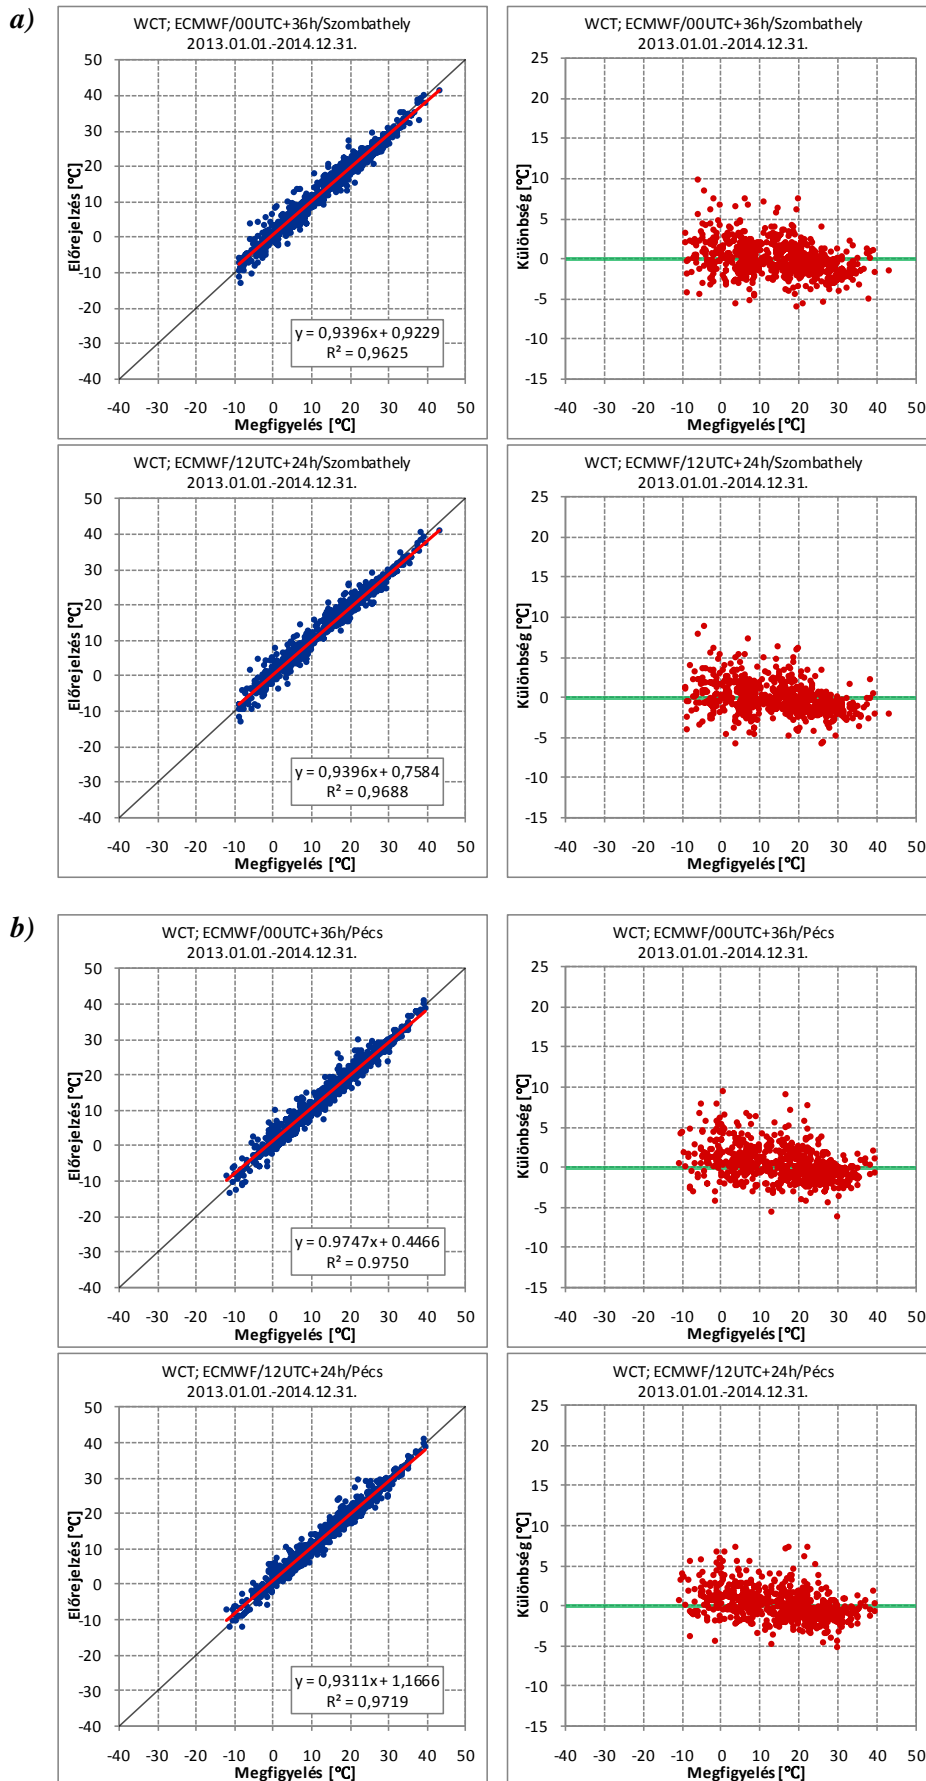 a)
WCT; ECMWF/00UTC+36h/Szombathely
2013.01.01.-2014.12.31.
50
40
30
20
10
0
-10
-20
-30
-40
Előrejelzés [℃]
y = 0,9396x + 0,9229
R² = 0,9625
-40 -30 -20 -10 0 10 20 30 40 50
Megfigyelés [℃]
WCT; ECMWF/00UTC+36h/Szombathely
2013.01.01.-2014.12.31.
25
20
15
10
5
0
-5
-10
-15
Különbség [℃]
-40 -30 -20 -10 0 10 20 30 40 50
Megfigyelés [℃]
WCT; ECMWF/12UTC+24h/Szombathely
2013.01.01.-2014.12.31.
50
40
30
20
10
0
-10
-20
-30
-40
Előrejelzés [℃]
y = 0,9396x + 0,7584
R² = 0,9688
-40 -30 -20 -10 0 10 20 30 40 50
Megfigyelés [℃]
WCT; ECMWF/12UTC+24h/Szombathely
2013.01.01.-2014.12.31.
25
20
15
10
5
0
-5
-10
-15
Különbség [℃]
-40 -30 -20 -10 0 10 20 30 40 50
Megfigyelés [℃]
b)
WCT; ECMWF/00UTC+36h/Pécs
2013.01.01.-2014.12.31.
50
40
30
20
10
0
-10
-20
-30
-40
Előrejelzés [℃]
y = 0.9747x + 0.4466
R² = 0.9750
-40 -30 -20 -10 0 10 20 30 40 50
Megfigyelés [℃]
WCT; ECMWF/00UTC+36h/Pécs
2013.01.01.-2014.12.31.
25
20
15
10
5
0
-5
-10
-15
Különbség [℃]
-40 -30 -20 -10 0 10 20 30 40 50
Megfigyelés [℃]
WCT; ECMWF/12UTC+24h/Pécs
2013.01.01.-2014.12.31.
50
40
30
20
10
0
-10
-20
-30
-40
Előrejelzés [℃]
y = 0,9311x + 1,1666
R² = 0,9719
-40 -30 -20 -10 0 10 20 30 40 50
Megfigyelés [℃]
WCT; ECMWF/12UTC+24h/Pécs
2013.01.01.-2014.12.31.
25
20
15
10
5
0
-5
-10
-15
Különbség [℃]
-40 -30 -20 -10 0 10 20 30 40 50
Megfigyelés [℃]